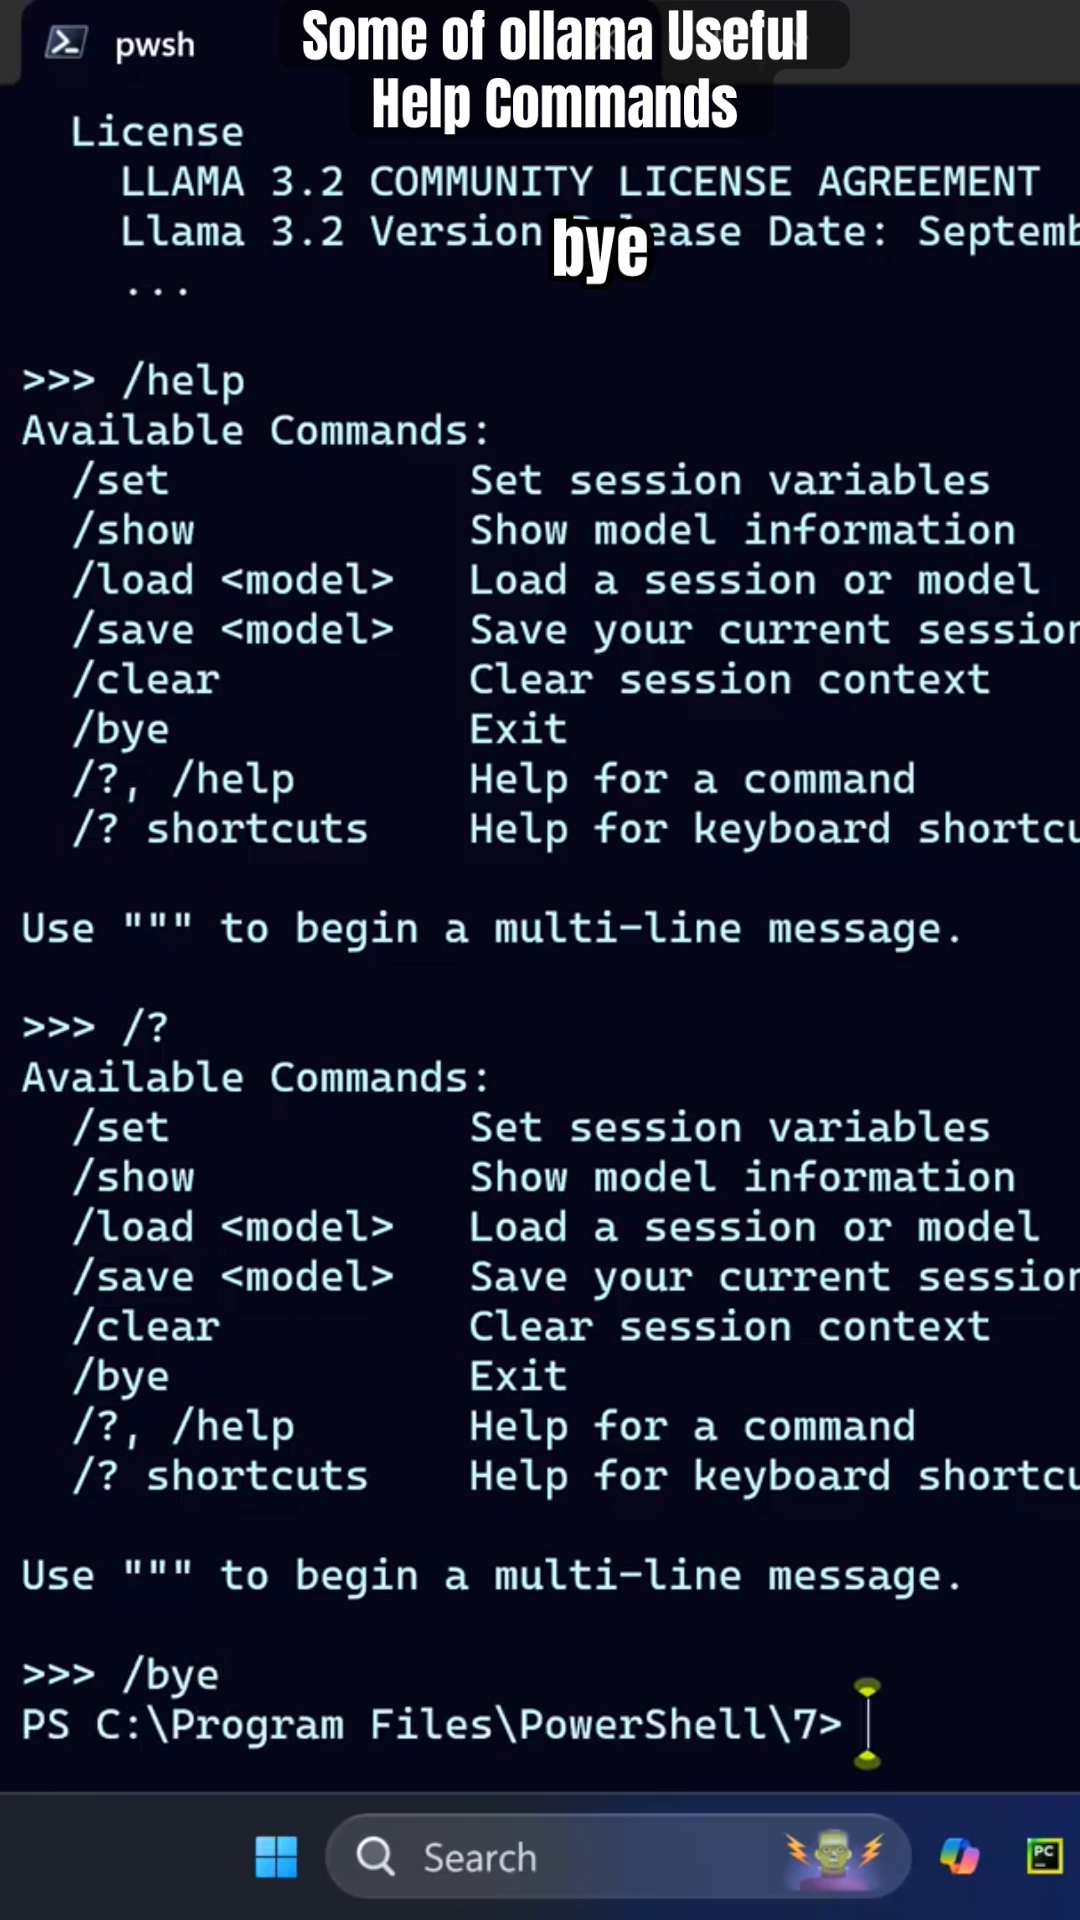 pwsh
Some of ollama Useful
Help Commands
License
LLAMA 3.2 COMMUNITY LICENSE AGREEMENT
Llama 3.2 Version Release Date: Septemb
bye
...
>>> /help
Available Commands:
/set Set session variables
/show Show model information
/load <model> Load a session or model
/save <model> Save your current session
/clear Clear session context
/bye Exit
/?, /help Help for a command
/? shortcuts Help for keyboard shortcu
Use """ to begin a multi-line message.
>>> /?
Available Commands:
/set Set session variables
/show Show model information
/load <model> Load a session or model
/save <model> Save your current session
/clear Clear session context
/bye Exit
/?, /help Help for a command
/? shortcuts Help for keyboard shortcu
Use """ to begin a multi-line message.
>>> /bye
PS C:\Program Files\PowerShell\7>
Search
PC